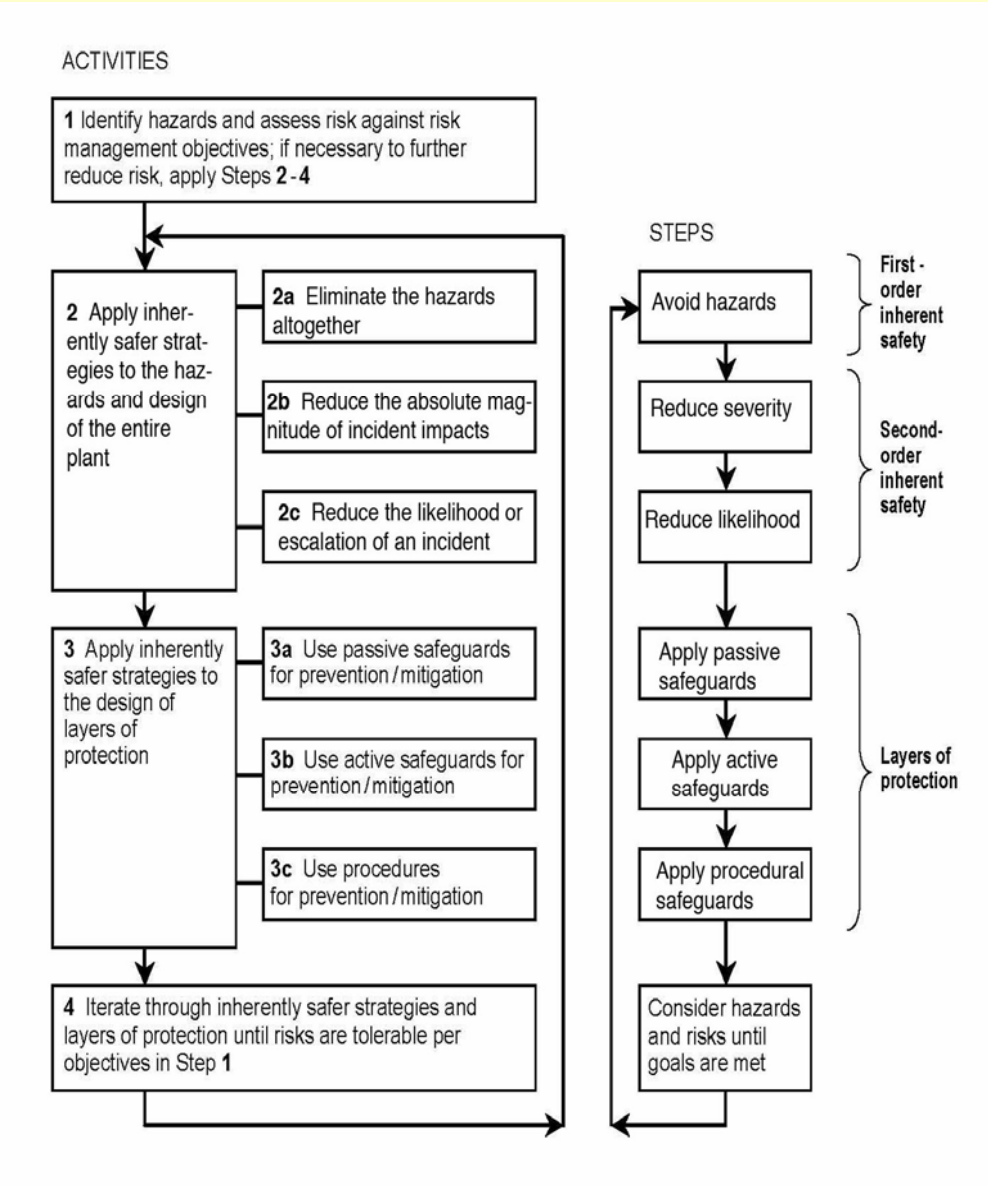 ACTIVITIES
1 Identify hazards and assess risk against risk
management objectives; if necessary to further
reduce risk, apply Steps 2-4
2 Apply inher-
ently safer strat-
egies to the haz-
ards and design
of the entire
plant
2a Eliminate the hazards
altogether
2b Reduce the absolute mag-
nitude of incident impacts
2c Reduce the likelihood or
escalation of an incident
3 Apply inherently
safer strategies to
the design of
layers of
protection
3a Use passive safeguards
for prevention/mitigation
3b Use active safeguards for
prevention/mitigation
3c Use procedures
for prevention/mitigation
4 Iterate through inherently safer strategies and
layers of protection until risks are tolerable per
objectives in Step 1
STEPS
Avoid hazards
First-
order
inherent
safety
Reduce severity
Reduce likelihood
Second-
order
inherent
safety
Apply passive
safeguards
Apply active
safeguards
Apply procedural
safeguards
Layers of
protection
Consider hazards
and risks until
goals are met